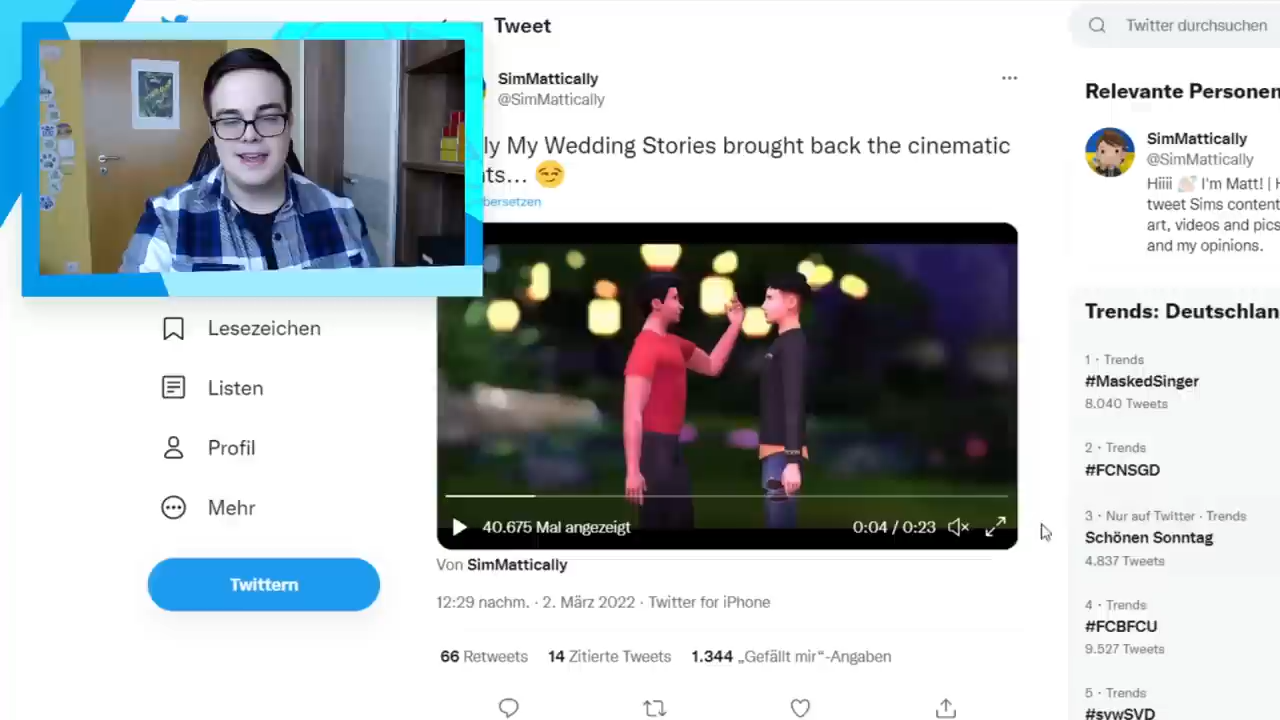 Tweet
Twitter durchsuchen
SimMattically
@SimMattically
My Wedding Stories brought back the cinematic
Lesezeichen
Listen
Profil
Mehr
Twittern
40.675 Mal angezeigt
0:04 / 0:23
Von SimMattically
12:29 nachm. · 2. März 2022 · Twitter for iPhone
66 Retweets 14 Zitierte Tweets 1.344 „Gefällt mir“-Angaben
Relevante Personen
SimMattically
@SimMattically
Hiiii 👋🏻 I'm Matt! | H
tweet Sims content
art, videos and pics
and my opinions.
Trends: Deutschlan
1 · Trends
#MaskedSinger
8.040 Tweets
2 · Trends
#FCNSGD
3 · Nur auf Twitter · Trends
Schönen Sonntag
4.837 Tweets
4 · Trends
#FCBFCU
9.527 Tweets
5 · Trends
#svwSVD